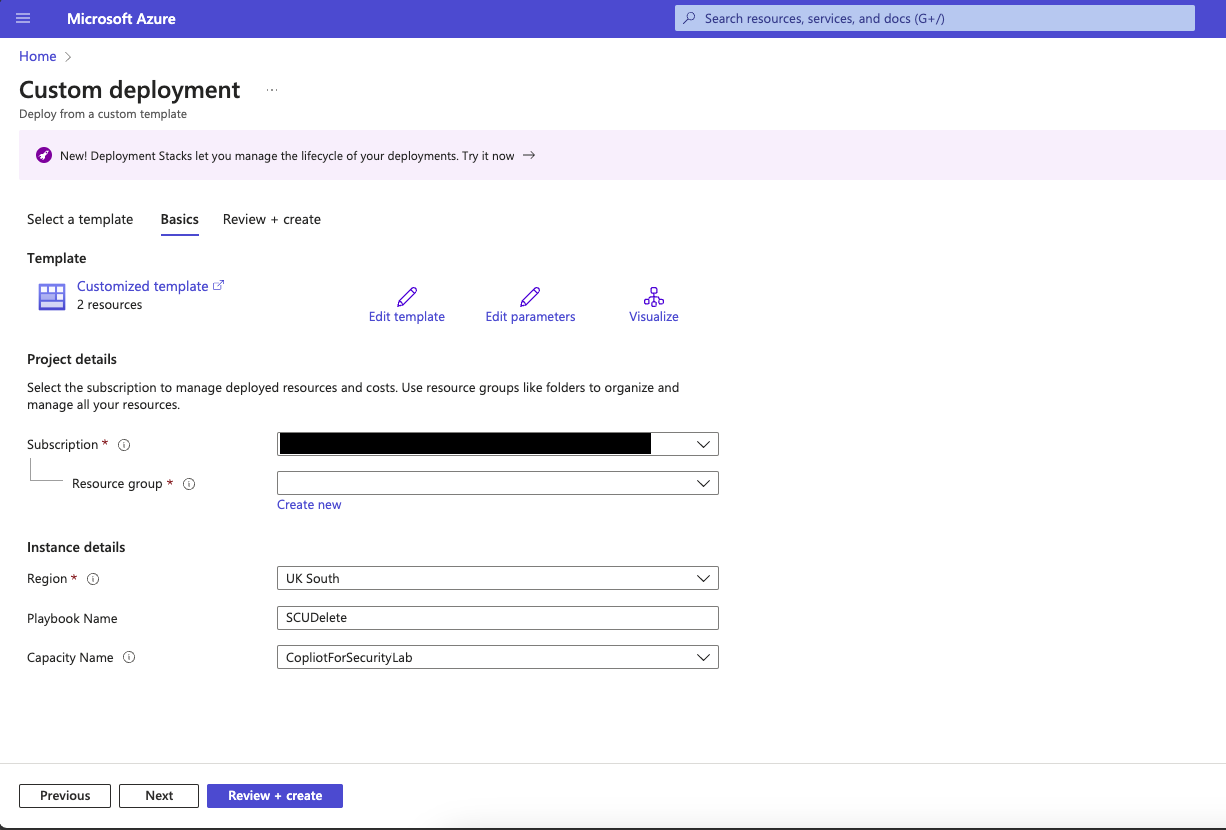 Microsoft Azure
Search resources, services, and docs (G+/)
Home
Custom deployment ...
Deploy from a custom template
New! Deployment Stacks let you manage the lifecycle of your deployments. Try it now →
Select a template Basics Review + create
Template
Customized template
2 resources
Edit template Edit parameters Visualize
Project details
Select the subscription to manage deployed resources and costs. Use resource groups like folders to organize and
manage all your resources.
Subscription *
Resource group *
Create new
Instance details
Region * UK South
Playbook Name SCUDelete
Capacity Name CopliotForSecurityLab
Previous Next Review + create